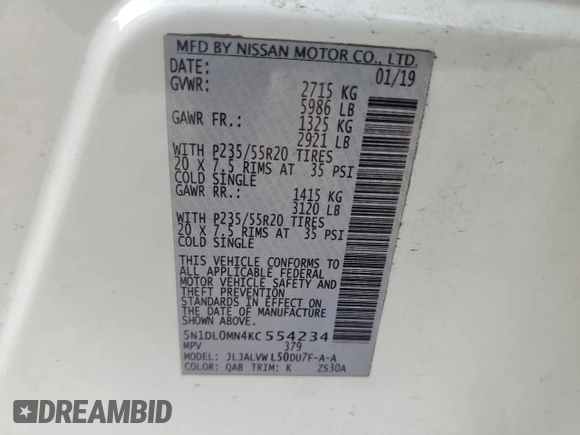 MFD BY NISSAN MOTOR CO., LTD.
DATE: 01/19
GVWR: 2715 KG
5986 LB
GAWR FR.: 1325 KG
2921 LB
WITH P235/55R20 TIRES
20 X 7.5 RIMS AT 35 PSI
COLD SINGLE
GAWR RR.: 1415 KG
3120 LB
WITH P235/55R20 TIRES
20 X 7.5 RIMS AT 35 PSI
COLD SINGLE
THIS VEHICLE CONFORMS TO
ALL APPLICABLE FEDERAL
MOTOR VEHICLE SAFETY AND
THEFT PREVENTION
STANDARDS IN EFFECT ON
THE DATE OF MANUFACTURE
5N1DL0MN4KC554234
MPV 379
MODEL: JLJALVWL50DU7F-A-A
COLOR: QAB TRIM: K ZS30A
DREAMBID